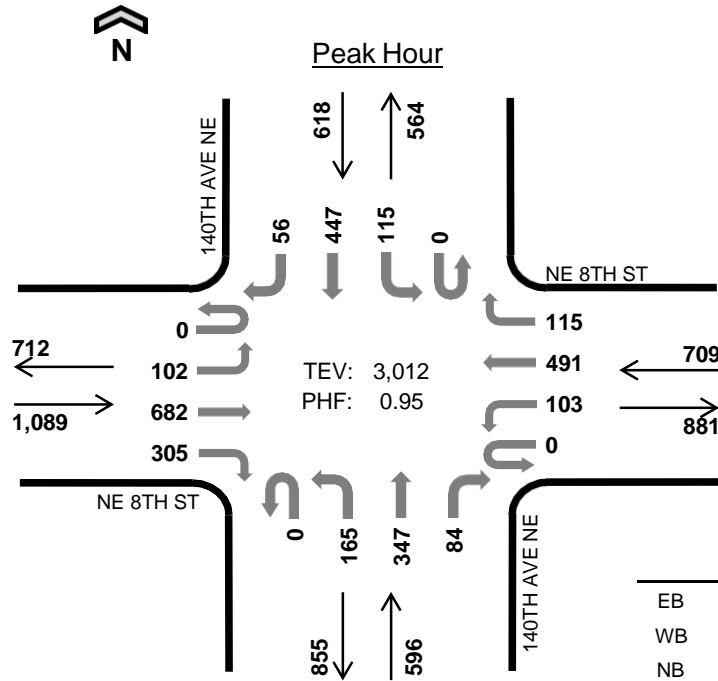 N
Peak Hour
140TH AVE NE
618
564
56
447
115
0
NE 8TH ST
0
102
682
305
712
1,089
TEV: 3,012
PHF: 0.95
115
491
103
0
709
881
NE 8TH ST
0
165
347
84
140TH AVE NE
855
596
EB
WB
NB